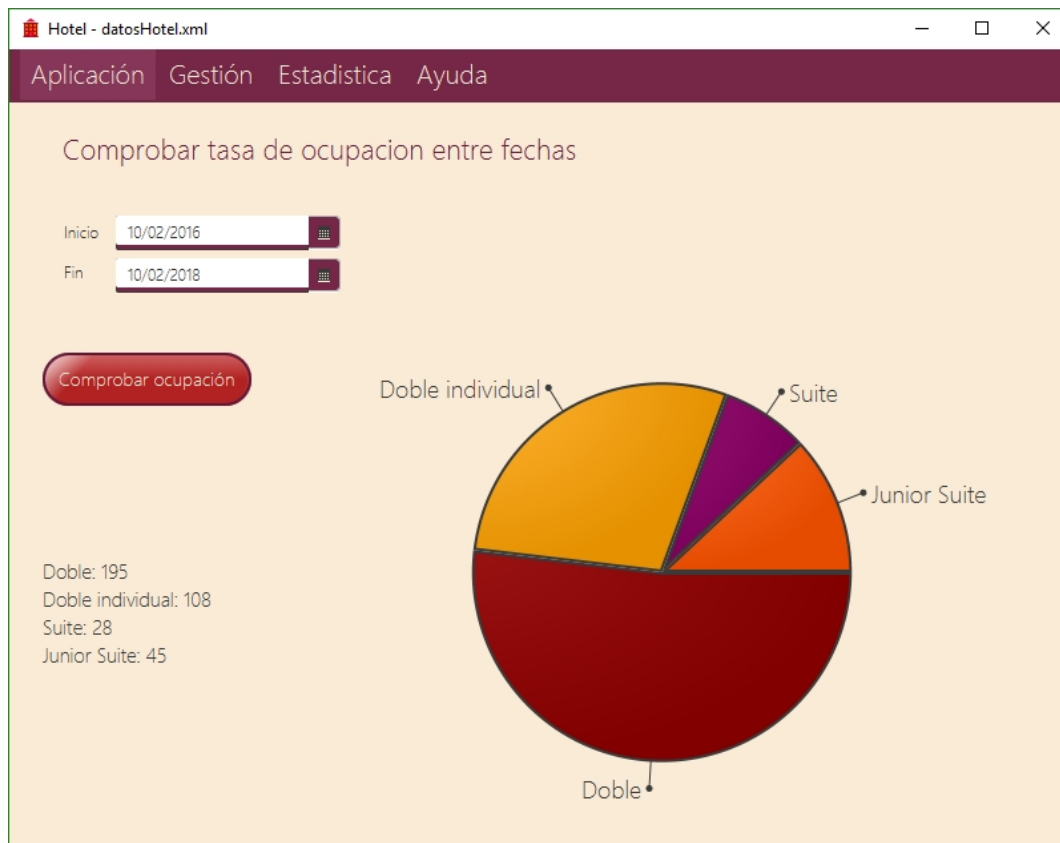 Hotel - datosHotel.xml
Aplicación Gestión Estadistica Ayuda
Comprobar tasa de ocupacion entre fechas
Inicio 10/02/2016
Fin 10/02/2018
Comprobar ocupación
Doble individual
Suite
Junior Suite
Doble: 195
Doble individual: 108
Suite: 28
Junior Suite: 45
Doble